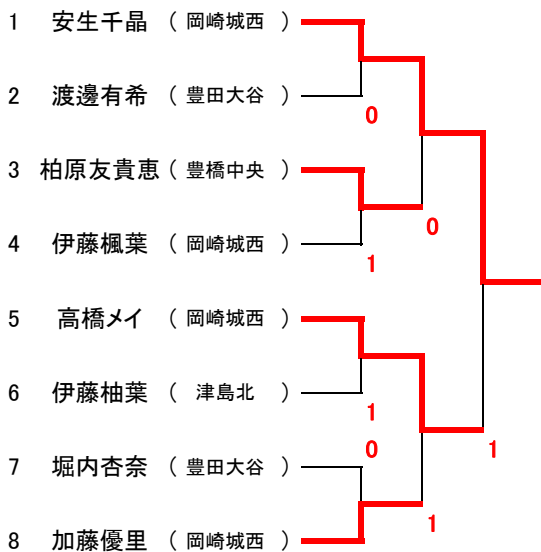 1 安生千晶 ( 岡崎城西 )
2 渡邊有希 ( 豊田大谷 )
0
3 柏原友貴恵 ( 豊橋中央 )
0
4 伊藤楓葉 ( 岡崎城西 )
1
5 高橋メイ ( 岡崎城西 )
6 伊藤柚葉 ( 津島北 )
1
0
1
7 堀内杏奈 ( 豊田大谷 )
1
8 加藤優里 ( 岡崎城西 )